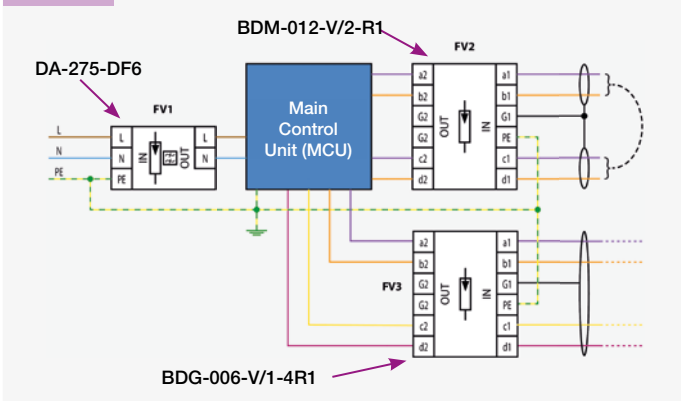 BDM-012-V/2-R1
FV2
DA-275-DF6
FV1
L
N
PE
L
N
PE
IN
OUT
L
N
Main
Control
Unit (MCU)
a2
b2
G2
G2
c2
d2
OUT
IN
a1
b1
G1
PE
c1
d1
FV3
a2
b2
G2
G2
c2
d2
OUT
IN
a1
b1
G1
PE
c1
d1
BDG-006-V/1-4R1